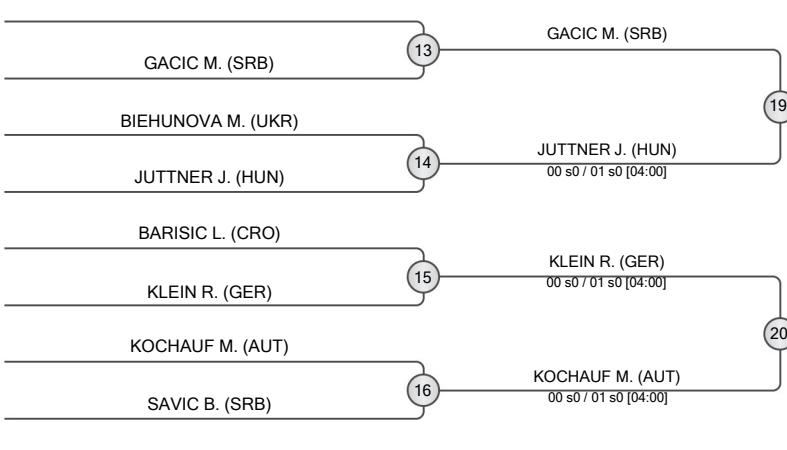 GACIC M. (SRB)
13
GACIC M. (SRB)
19
BIEHUNOVA M. (UKR)
14
JUTTNER J. (HUN)
JUTTNER J. (HUN)
00 s0 / 01 s0 [04:00]
BARISIC L. (CRO)
15
KLEIN R. (GER)
KLEIN R. (GER)
00 s0 / 01 s0 [04:00]
20
KOCHAUF M. (AUT)
16
SAVIC B. (SRB)
KOCHAUF M. (AUT)
00 s0 / 01 s0 [04:00]